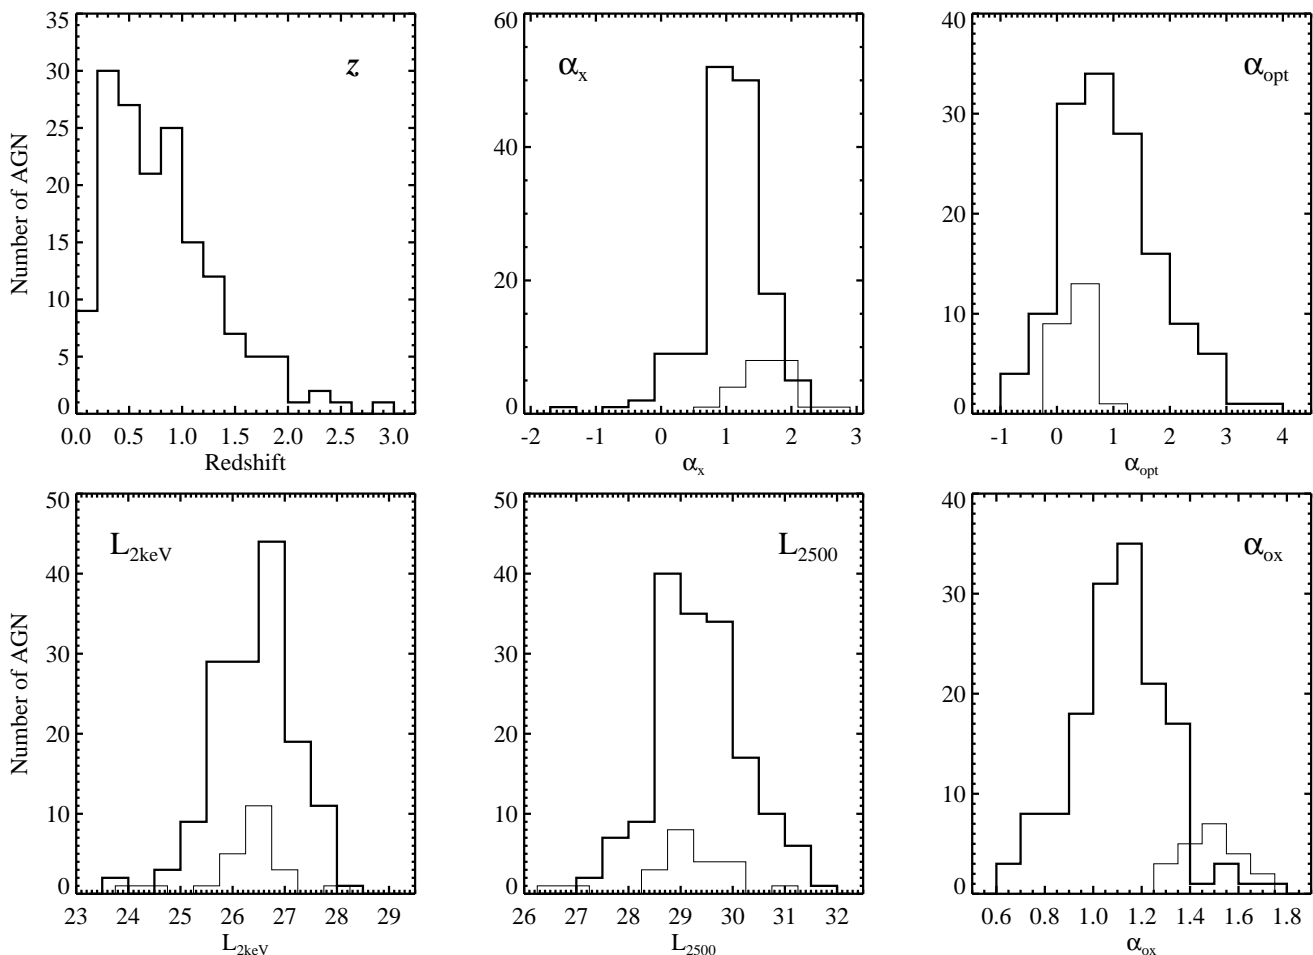 z
Number of AGN
35
30
25
20
15
10
5
0
0.0 0.5 1.0 1.5 2.0 2.5 3.0
Redshift
αx
60
40
20
0
-2 -1 0 1 2 3
αx
αopt
40
30
20
10
0
-1 0 1 2 3 4
αopt
L2keV
Number of AGN
50
40
30
20
10
0
23 24 25 26 27 28 29
L2keV
L2500
50
40
30
20
10
0
26 27 28 29 30 31 32
L2500
αox
40
30
20
10
0
0.6 0.8 1.0 1.2 1.4 1.6 1.8
αox